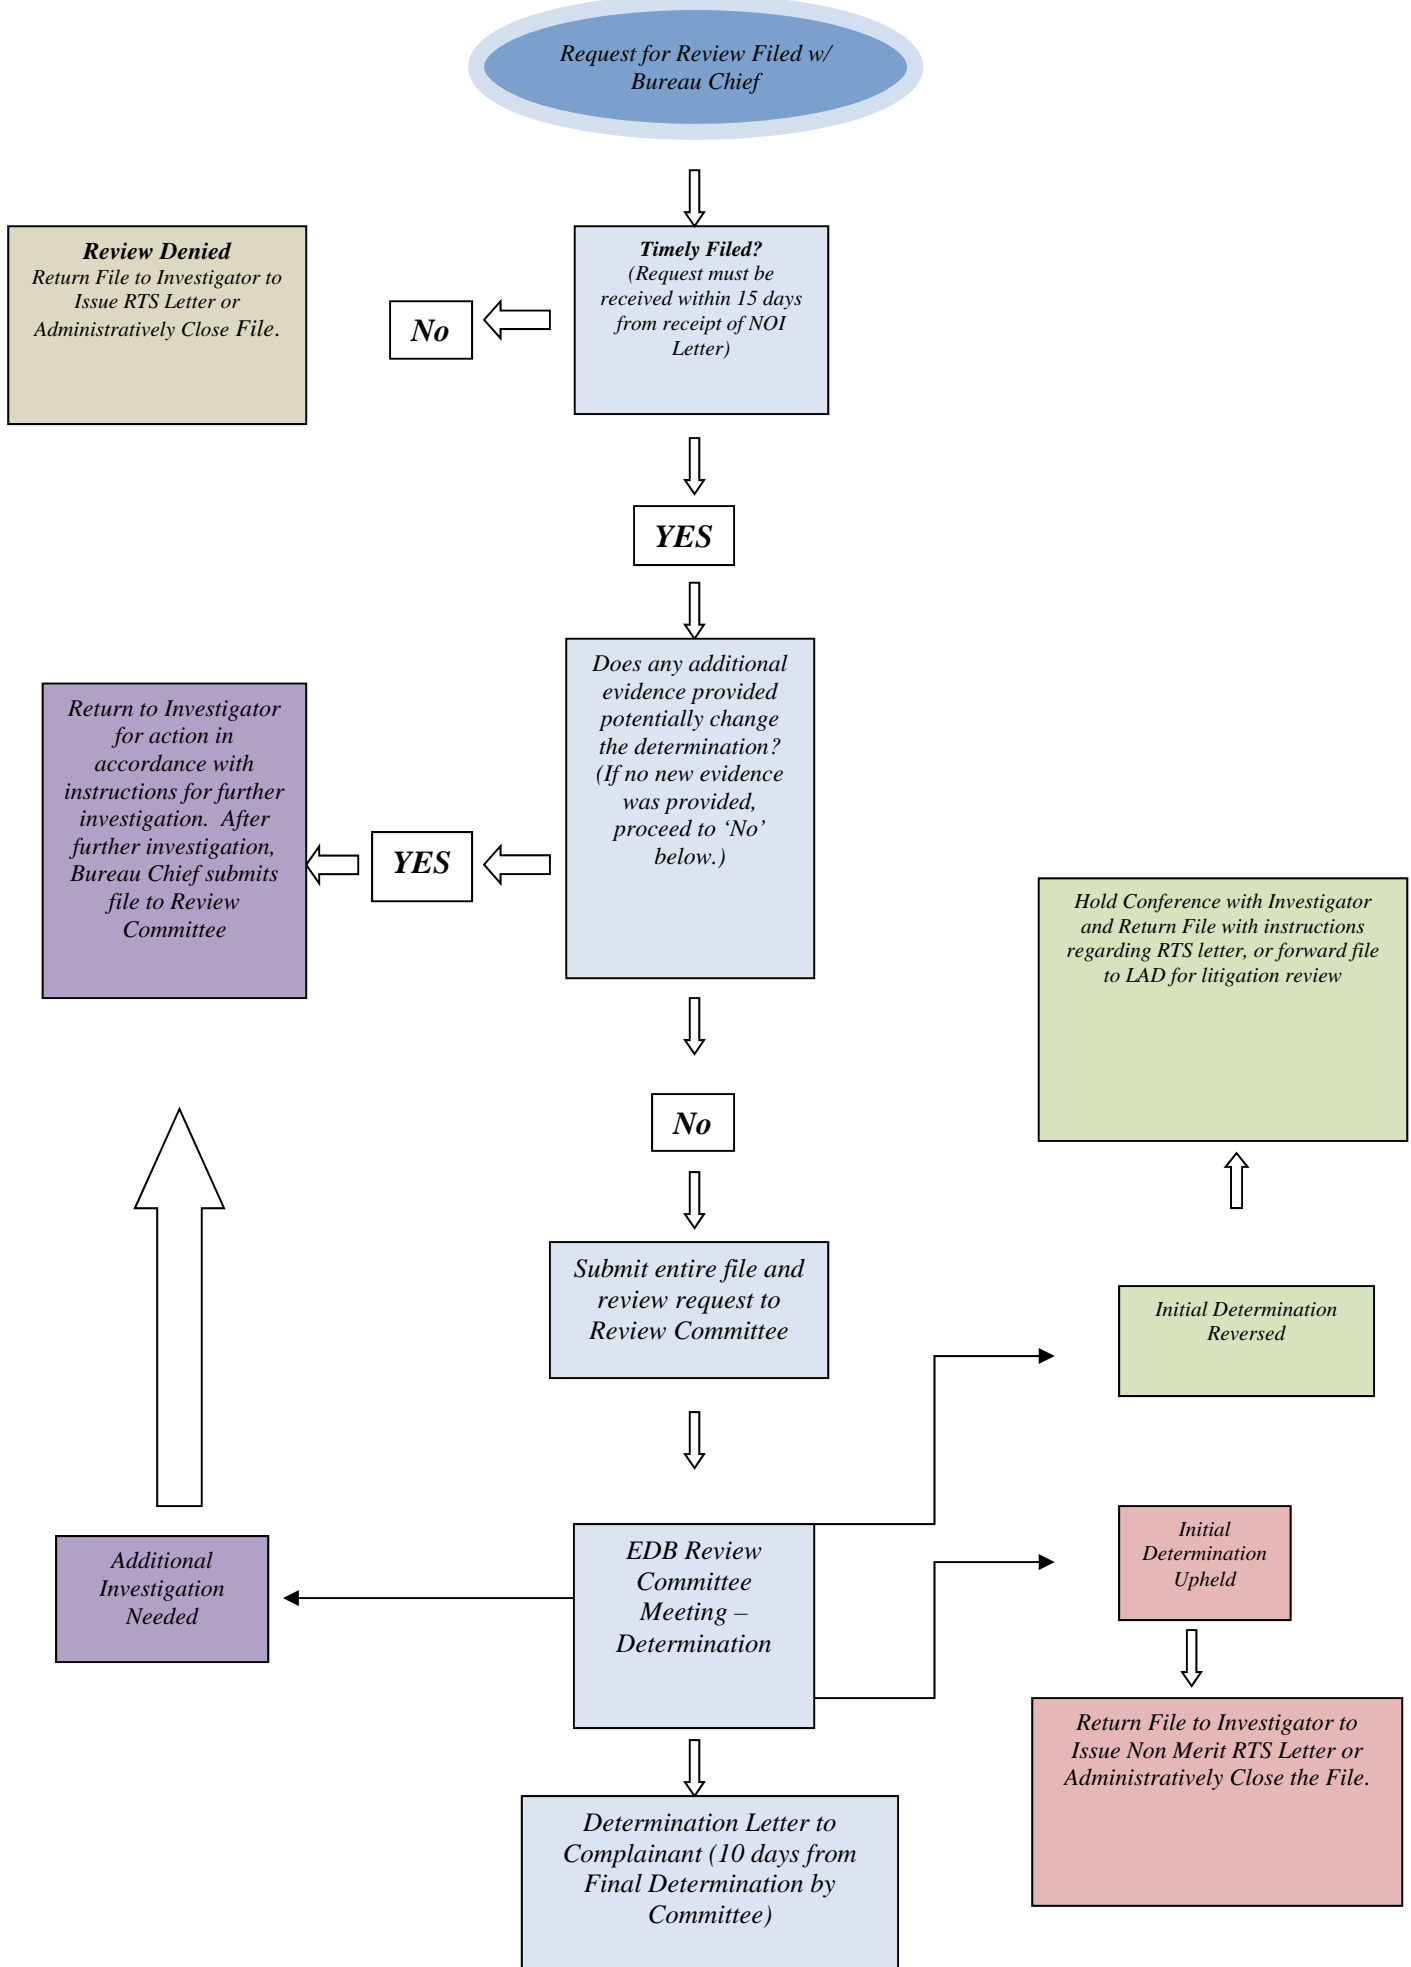 Request for Review Filed w/
Bureau Chief
Review Denied
Return File to Investigator to
Issue RTS Letter or
Administratively Close File.
No
Timely Filed?
(Request must be
received within 15 days
from receipt of NOI
Letter)
YES
Does any additional
evidence provided
potentially change
the determination?
(If no new evidence
was provided,
proceed to ‘No’
below.)
YES
Return to Investigator
for action in
accordance with
instructions for further
investigation.  After
further investigation,
Bureau Chief submits
file to Review
Committee
Hold Conference with Investigator
and Return File with instructions
regarding RTS letter, or forward file
to LAD for litigation review
No
Submit entire file and
review request to
Review Committee
Initial Determination
Reversed
Additional
Investigation
Needed
EDB Review
Committee
Meeting –
Determination
Initial
Determination
Upheld
Return File to Investigator to
Issue Non Merit RTS Letter or
Administratively Close the File.
Determination Letter to
Complainant (10 days from
Final Determination by
Committee)